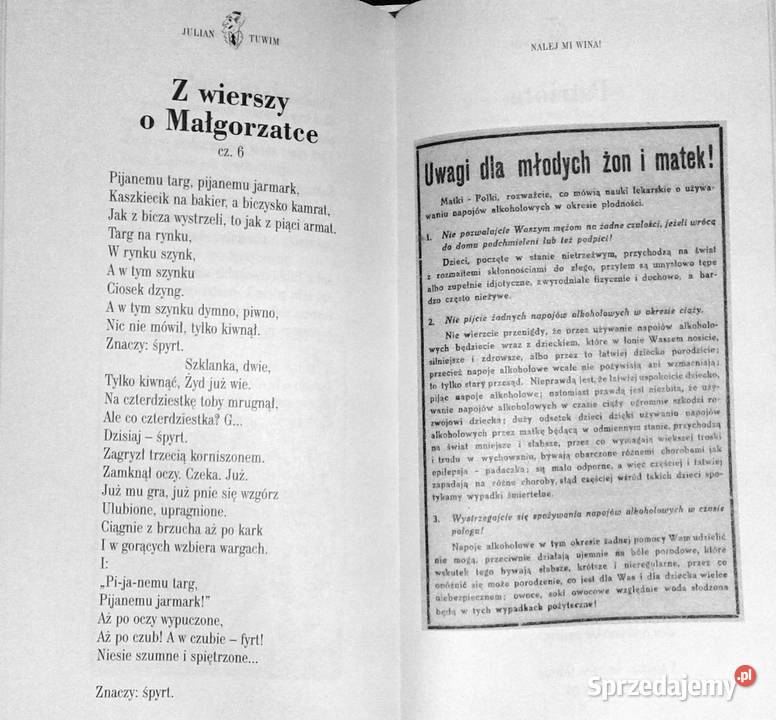 JULIAN TUWIM
Z wierszy
o Małgorzatce
cz. 6
Pijanemu targ, pijanemu jarmark,
Kaszkiecik na bakier, a biczysko kamrat,
Jak z bicza wystrzeli, to jak z piąci armat.
Targ na rynku,
W rynku szynk,
A w tym szynku
Ciosek dzyng.
A w tym szynku dymno, piwno,
Nic nie mówił, tylko kiwnął.
Znaczy: śpyrt.
Szklanka, dwie,
Tylko kiwnąć, Żyd już wie.
Na czterdziestkę toby mrugnął,
Ale co czterdziestka? G...
Dzisiaj – śpyrt.
Zagryzł trzecią korniszonem.
Zamknął oczy. Czeka. Już.
Już mu gra, już pnie się wzgórz
Ulubione, upragnione.
Ciągnie z brzucha aż po kark
I w gorących wzbiera wargach.
I:
„Pi-ja-nemu targ,
Pijanemu jarmark!”
Aż po oczy wypuczone,
Aż po czub! A w czubie – fyrt!
Niesie szumne i spiętrzone...
Znaczy: śpyrt.
NALEJ MI WINA!
Uwagi dla młodych żon i matek!
Matki - Polki, rozważcie, co mówią nauki lekarskie o używa-
waniu napojów alkoholowych w okresie płodności.
1. Nie pozwalajcie Waszym mężom na żadne czułości, jeżeli wrócą
do domu podchmieleni lub też podpici!
Dzieci, poczęte w stanie nietrzeźwym, przychodzą na świat
z rozmaitemi skłonnościami do złego, przytem są umysłowo tępe
albo zupełnie idjotyczne, zwyrodniałe fizycznie i duchowo, a bar-
dzo często nieżywe.
2. Nie pijcie żadnych napojów alkoholowych w okresie ciąży.
Nie wierzcie przenigdy, że przez używanie napojów alkoholo-
wych będziecie wraz z dzieckiem, które w łonie Waszem nosicie,
silniejsze i zdrowsze, albo przez to łatwiej dziecko porodzicie;
przecież napoje alkoholowe wcale nie pożywiają ani wzmacniają;
to tylko stary przesąd. Nieprawdą jest, że łatwiej uspokoicie dziecko,
pijąc napoje alkoholowe; natomiast prawdą jest niezbitą, że uży-
wanie napojów alkoholowych w czasie ciąży ogromnie szkodzi ro-
zwojowi dziecka; duży odsetek dzieci dzięki używaniu napojów
alkoholowych przez matkę będącą w odmiennym stanie, przychodzą
na świat mniejsze i słabsze, przez co wymagają większej troski
i trudu w wychowaniu, bywają obarczone różnemi chorobami jak
epilepsja - padaczka; są mało odporne, a więc częściej i łatwiej
zapadają na różne choroby, stąd częściej wśród takich dzieci spo-
tykamy wypadki śmiertelne.
3. Wystrzegajcie się spożywania napojów alkoholowych w czasie
połogu!
Napoje alkoholowe w tym okresie żadnej pomocy Wam udzielić
nie mogą, przeciwnie działają ujemnie na bóle porodowe, które
wskutek tego bywają słabsze, krótsze i nieregularne, przez co
opóźnić się może porodzenie, co jest dla Was i dla dziecka wielce
niebezpiecznem; owoce, soki owocowe względnie woda słodzona
będą w tych wypadkach pożyteczne!
Sprzedajemy.pl